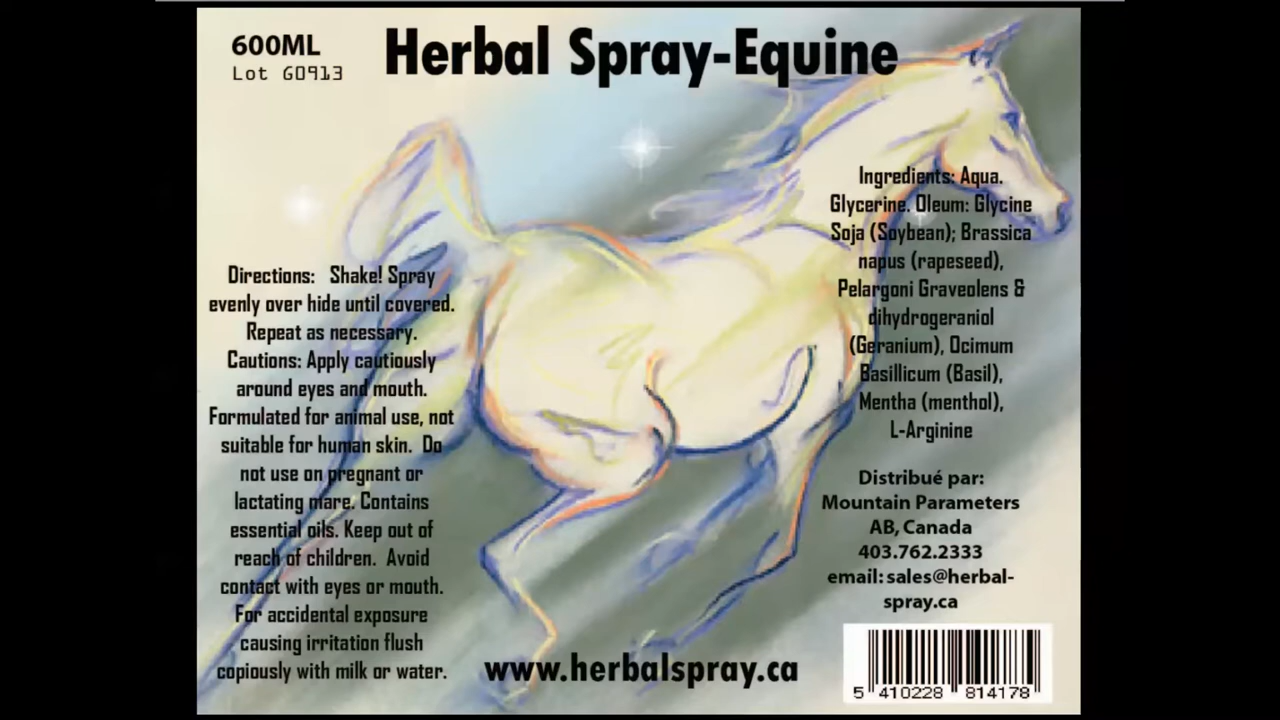 600ML
Lot G0913
Herbal Spray-Equine
Directions: Shake! Spray
evenly over hide until covered.
Repeat as necessary.
Cautions: Apply cautiously
around eyes and mouth.
Formulated for animal use, not
suitable for human skin. Do
not use on pregnant or
lactating mare. Contains
essential oils. Keep out of
reach of children. Avoid
contact with eyes or mouth.
For accidental exposure
causing irritation flush
copiously with milk or water.
www.herbalspray.ca
Ingredients: Aqua.
Glycerine. Oleum: Glycine
Soja (Soybean); Brassica
napus (rapeseed),
Pelargoni Graveolens &
dihydrogeraniol
(Geranium), Ocimum
Basillicum (Basil),
Mentha (menthol),
L-Arginine
Distribué par:
Mountain Parameters
AB, Canada
403.762.2333
email: sales@herbal-
spray.ca
5 410228 814178